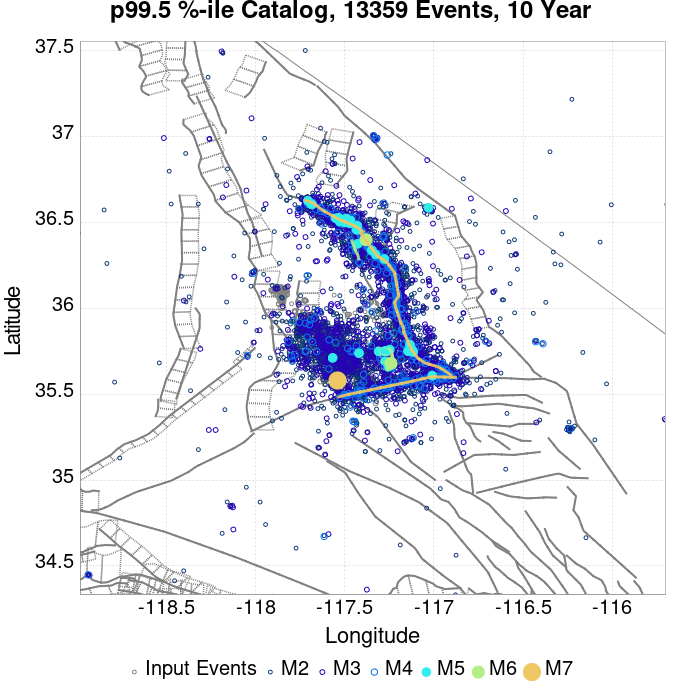 p99.5 %-ile Catalog, 13359 Events, 10 Year
37.5
37
36.5
36
35.5
35
34.5
Latitude
-118.5 -118 -117.5 -117 -116.5 -116
Longitude
Input Events M2 M3 M4 M5 M6 M7